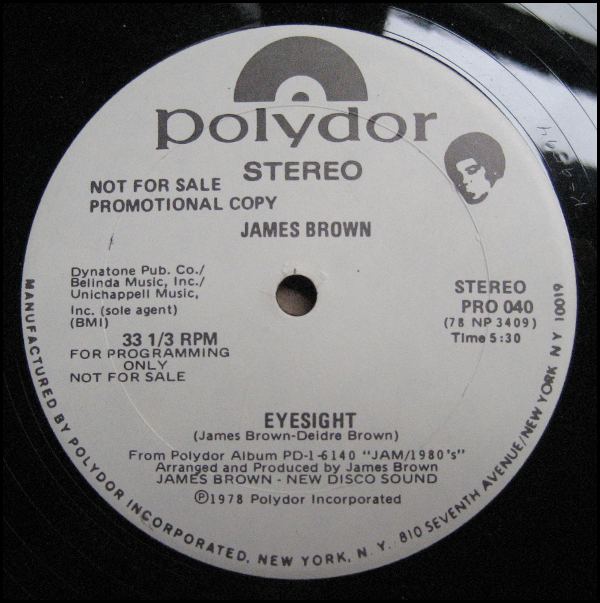 polydor
STEREO
NOT FOR SALE
PROMOTIONAL COPY
JAMES BROWN
Dynatone Pub. Co./
Belinda Music, Inc./
Unichappell Music,
Inc. (sole agent)
(BMI)
33 1/3 RPM
FOR PROGRAMMING
ONLY
NOT FOR SALE
STEREO
PRO 040
(78 NP 3409)
Time 5:30
EYESIGHT
(James Brown-Deidre Brown)
From Polydor Album PD-1-6140 "JAM/1980's"
Arranged and Produced by James Brown
JAMES BROWN - NEW DISCO SOUND
℗1978 Polydor Incorporated
MANUFACTURED BY POLYDOR INCORPORATED, NEW YORK, N. Y. 810 SEVENTH AVENUE/NEW YORK NY 10019